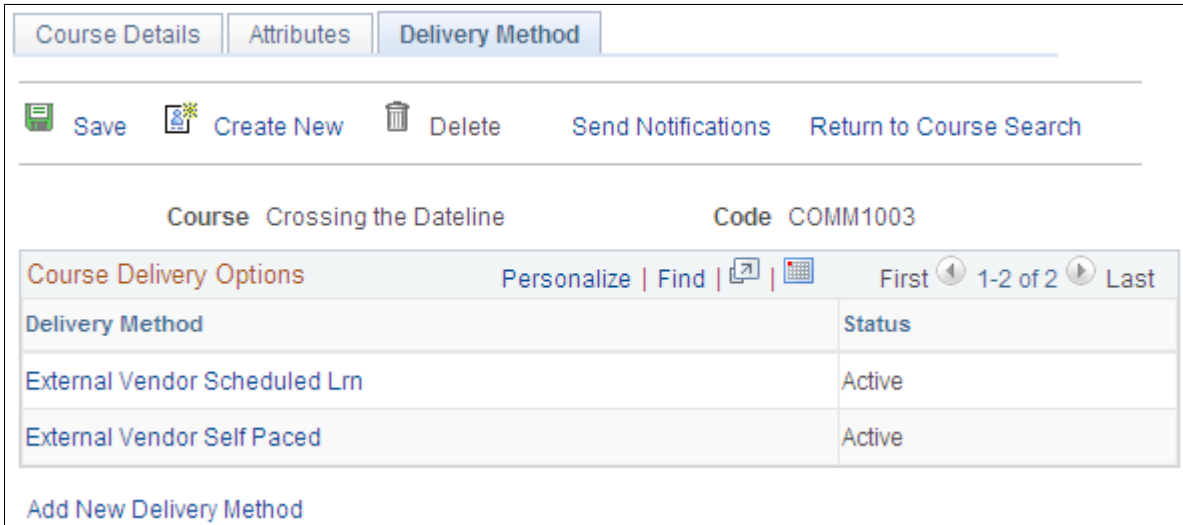 Course Details Attributes Delivery Method
Save Create New Delete Send Notifications Return to Course Search
Course Crossing the Dateline Code COMM1003
Course Delivery Options Personalize | Find | | First 1-2 of 2 Last
Delivery Method Status
External Vendor Scheduled Lrn Active
External Vendor Self Paced Active
Add New Delivery Method